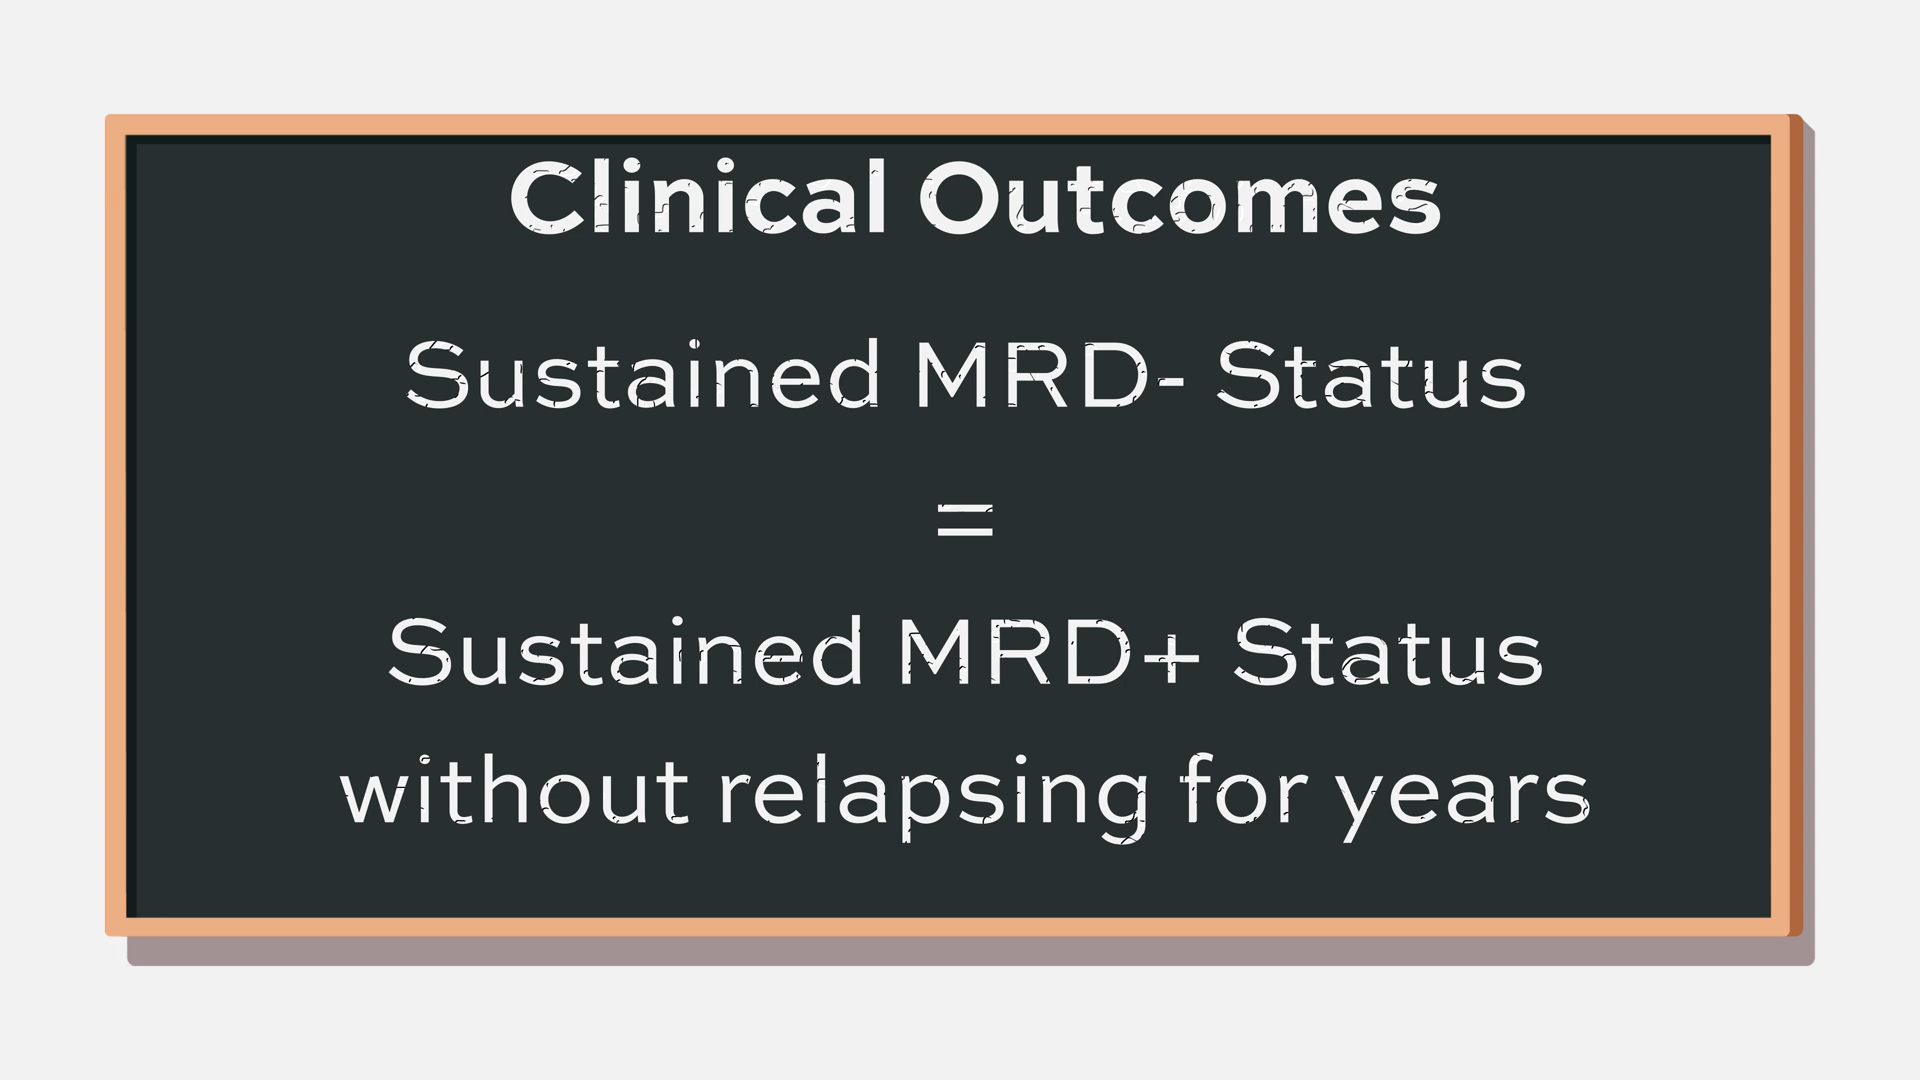 Clinical Outcomes
Sustained MRD- Status
=
Sustained MRD+ Status
without relapsing for years